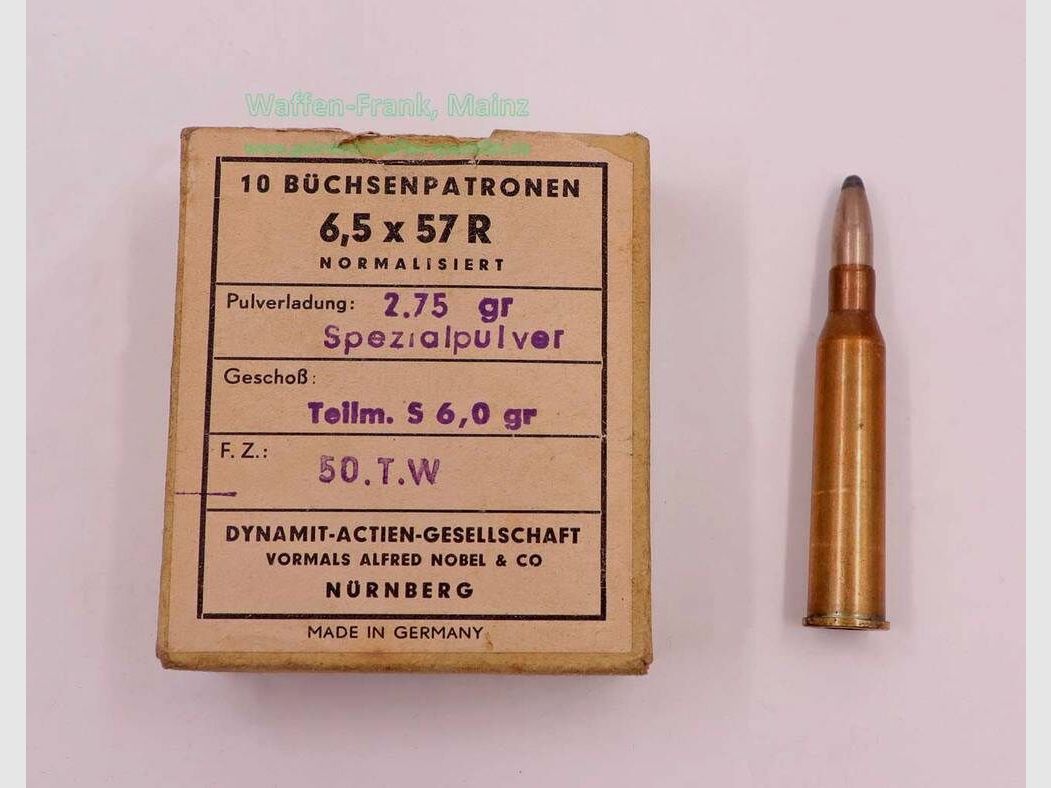 Waffen-Frank, Mainz
10 BÜCHSENPATRONEN
6,5 x 57 R
NORMALISIERT
Pulverladung: 2.75 gr
Spezialpulver
Geschoß:
Teilm. S 6,0 gr
F. Z.: 50.T.W
DYNAMIT-ACTIEN-GESELLSCHAFT
VORMALS ALFRED NOBEL & CO
NÜRNBERG
MADE IN GERMANY